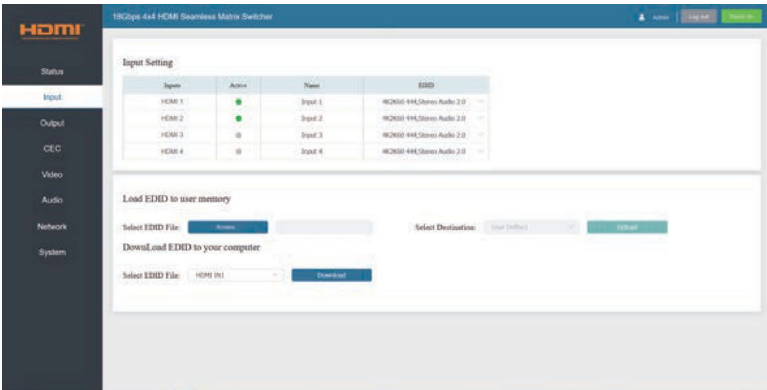 HDMI
18Gbps 4x4 HDMI Seamless Matrix Switcher
Admin
Log out
Status
Input
Output
CEC
Video
Audio
Network
System
Input Setting
Inputs Active Name EDID
HDMI 1 Input 1 4K2K60 444,Stereo Audio 2.0
HDMI 2 Input 2 4K2K60 444,Stereo Audio 2.0
HDMI 3 Input 3 4K2K60 444,Stereo Audio 2.0
HDMI 4 Input 4 4K2K60 444,Stereo Audio 2.0
Load EDID to user memory
Select EDID File: Select Destination: Upload
DownLoad EDID to your computer
Select EDID File: HDMI IN1 Download